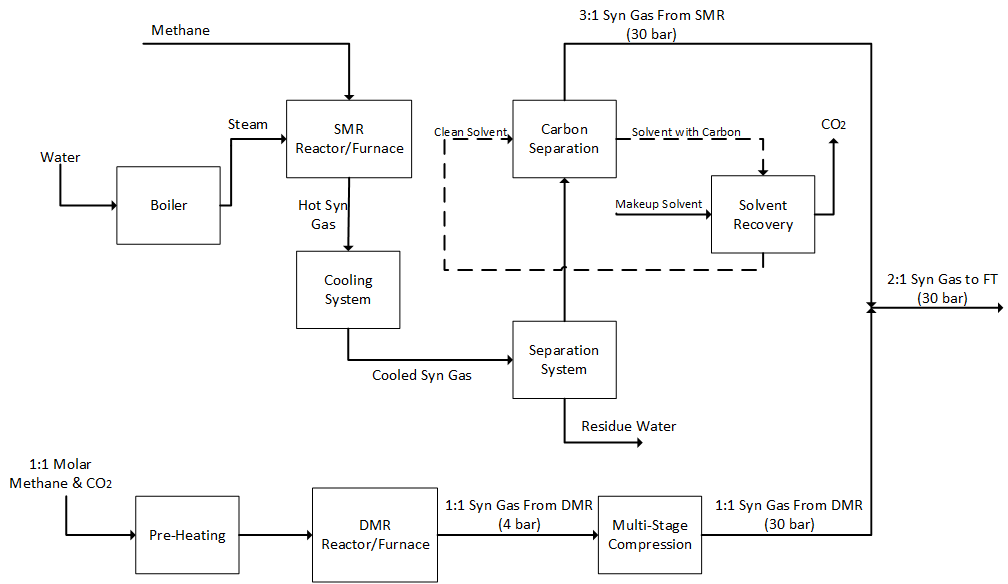 3:1 Syn Gas From SMR
(30 bar)
Methane
Steam
SMR
Reactor/Furnace
Clean Solvent
Carbon
Separation
Solvent with Carbon
CO2
Water
Boiler
Hot Syn
Gas
Makeup Solvent
Solvent
Recovery
Cooling
System
2:1 Syn Gas to FT
(30 bar)
Separation
System
Cooled Syn Gas
Residue Water
1:1 Molar
Methane & CO2
Pre-Heating
DMR
Reactor/Furnace
1:1 Syn Gas From DMR
(4 bar)
Multi-Stage
Compression
1:1 Syn Gas From DMR
(30 bar)